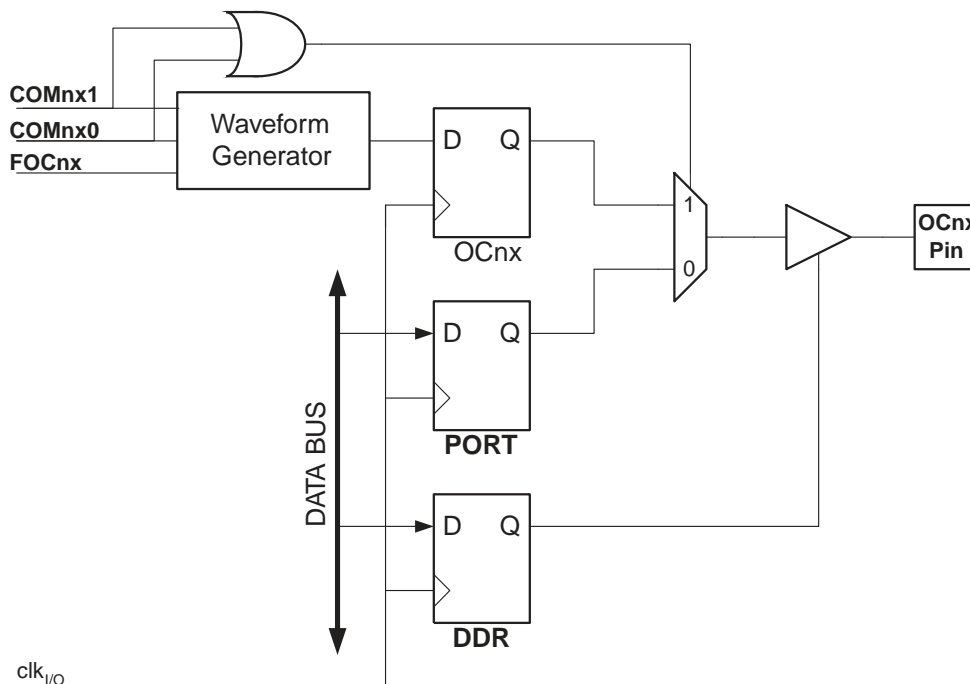 COMnx1
COMnx0
FOCnx
Waveform
Generator
D Q
OCnx
1
0
OCnx
Pin
D Q
PORT
DATA BUS
D Q
DDR
clkI/O